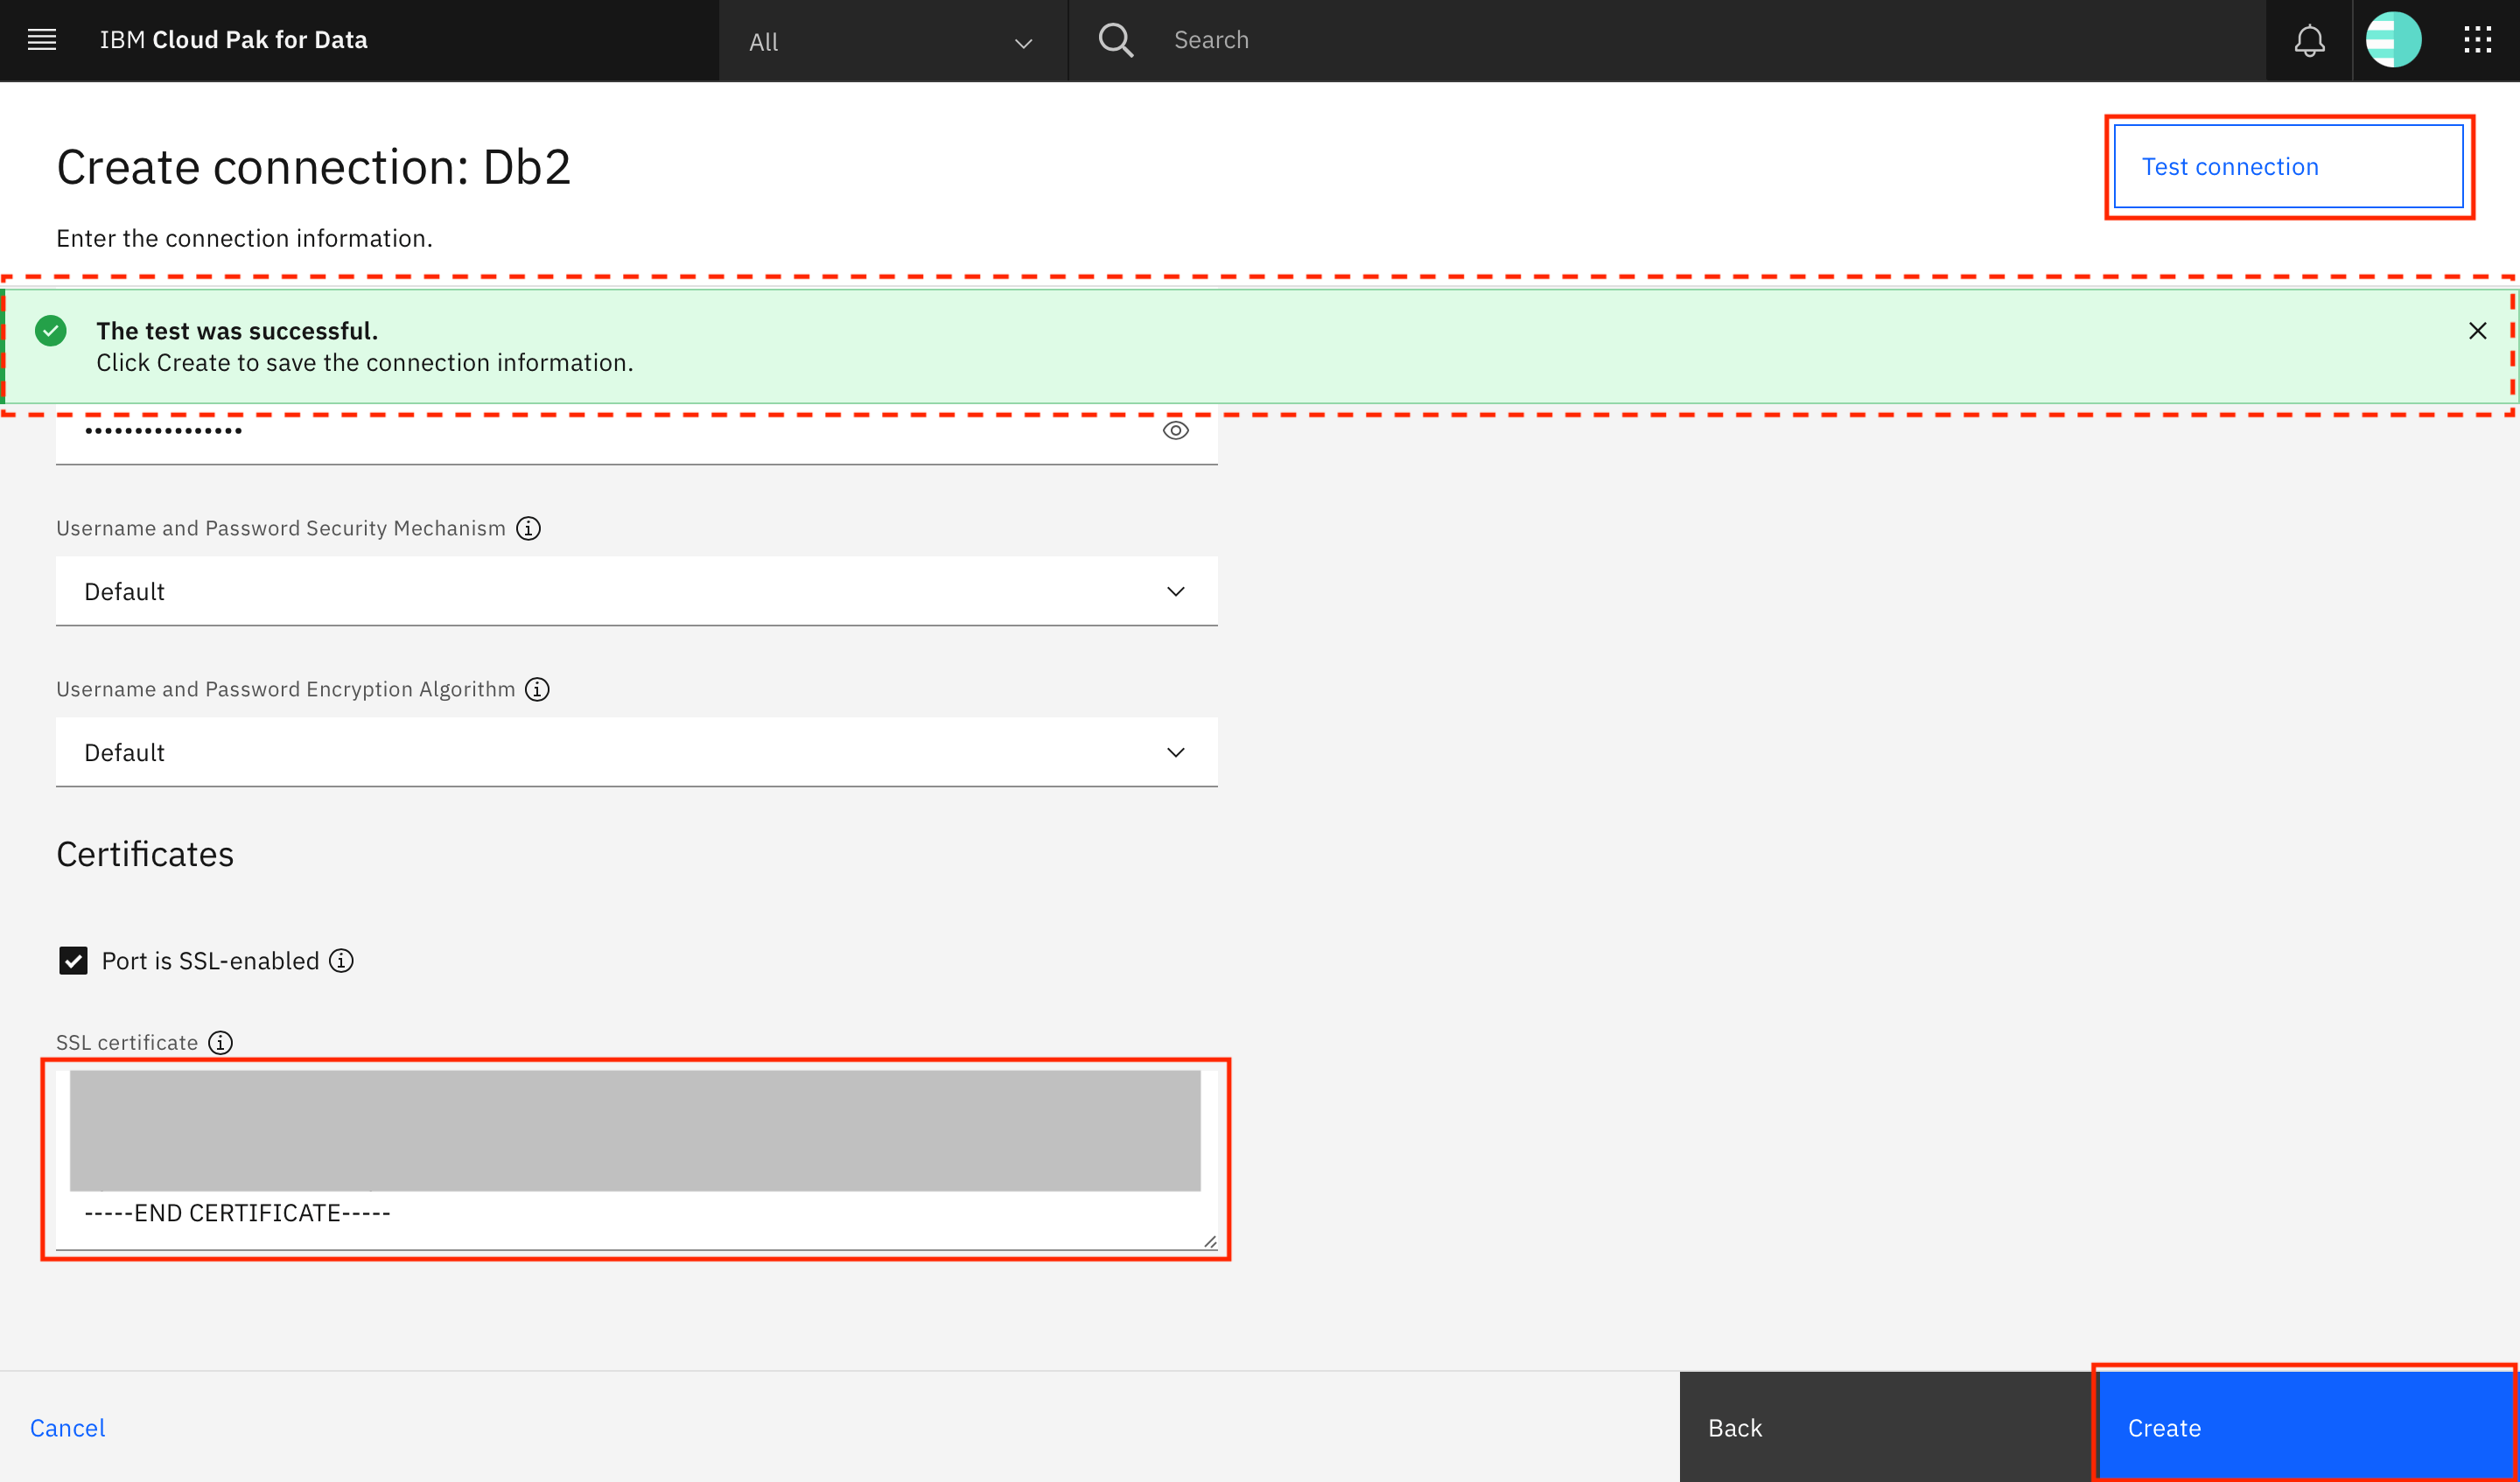 IBM Cloud Pak for Data
All
Search
Create connection: Db2
Test connection
Enter the connection information.
The test was successful.
Click Create to save the connection information.
••••••••••••••••
Username and Password Security Mechanism
Default
Username and Password Encryption Algorithm
Default
Certificates
Port is SSL-enabled
SSL certificate
-----END CERTIFICATE-----
Cancel
Back
Create